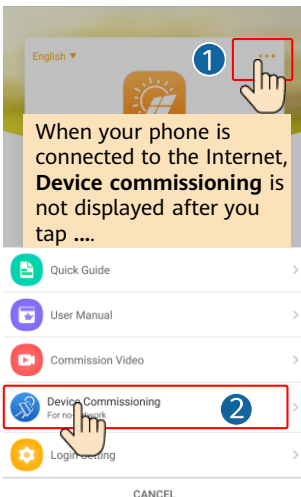 English ▼
1
...
When your phone is
connected to the Internet,
Device commissioning is
not displayed after you
tap ....
Quick Guide
User Manual
Commission Video
Device Commissioning
2
For no network
Login Setting
CANCEL